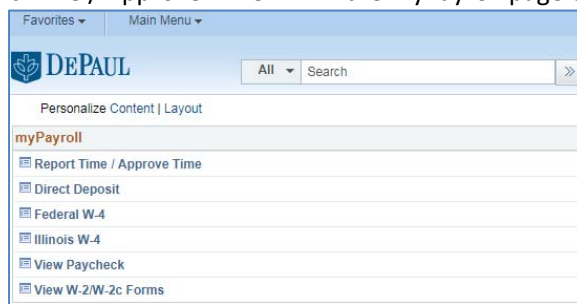 Favorites Main Menu
DEPAUL
All Search
Personalize Content | Layout
myPayroll
Report Time / Approve Time
Direct Deposit
Federal W-4
Illinois W-4
View Paycheck
View W-2/W-2c Forms